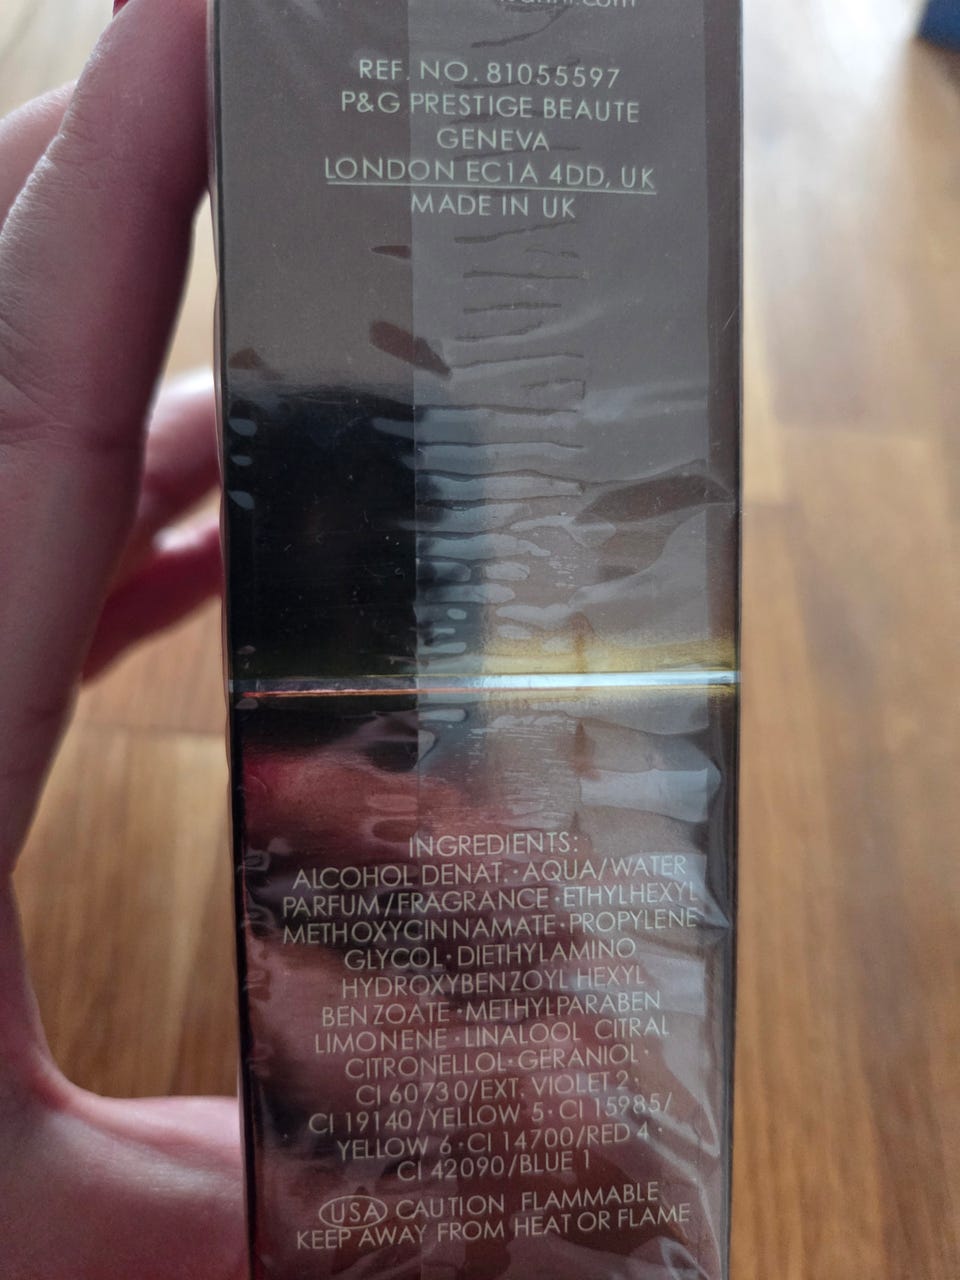 REF. NO. 81055597
P&G PRESTIGE BEAUTE
GENEVA
LONDON EC1A 4DD, UK
MADE IN UK
INGREDIENTS:
ALCOHOL DENAT. · AQUA/WATER
PARFUM/FRAGRANCE · ETHYLHEXYL
METHOXYCINNAMATE · PROPYLENE
GLYCOL · DIETHYLAMINO
HYDROXYBENZOYL HEXYL
BENZOATE · METHYLPARABEN
LIMONENE · LINALOOL CITRAL
CITRONELLOL · GERANIOL ·
CI 60730/EXT. VIOLET 2 ·
CI 19140/YELLOW 5 · CI 15985/
YELLOW 6 · CI 14700/RED 4 ·
CI 42090/BLUE 1
USA CAUTION FLAMMABLE
KEEP AWAY FROM HEAT OR FLAME